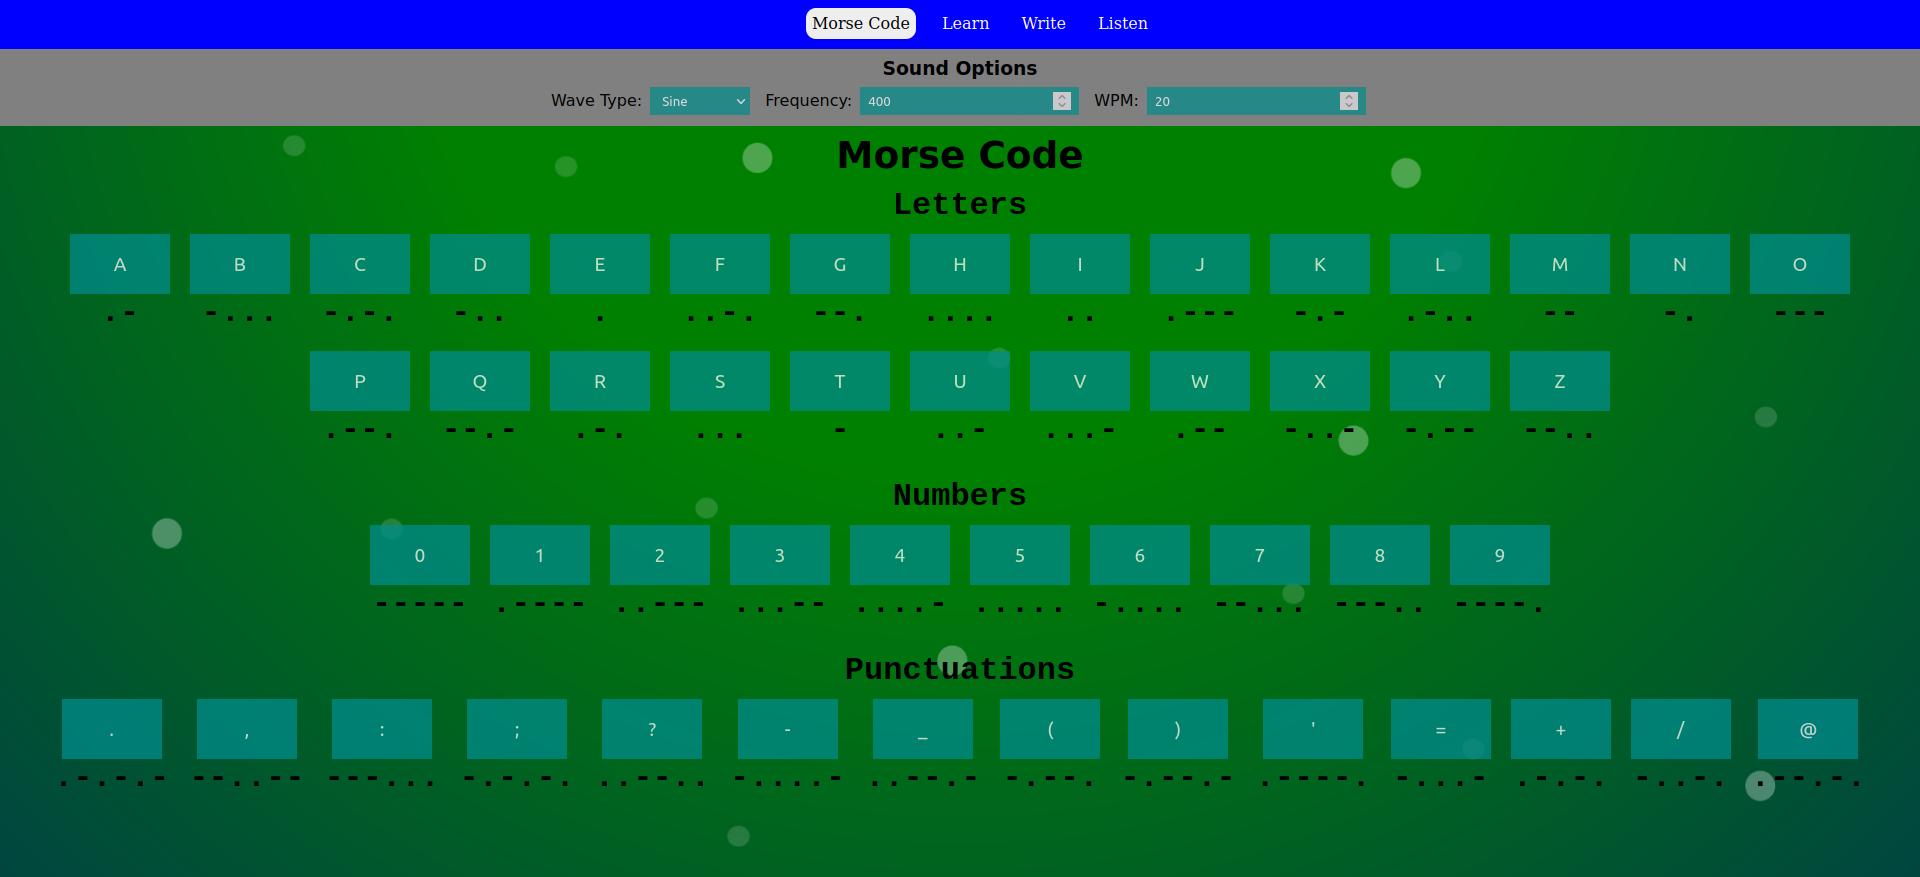 Morse Code Learn Write Listen
Sound Options
Wave Type: Sine Frequency: 400 WPM: 20
Morse Code
Letters
A B C D E F G H I J K L M N O
.- -... -.-. -.. . ..-. --. .... .. .--- -.- .-.. -- -. ---
P Q R S T U V W X Y Z
.--. --.- .-. ... - ..- ...- .-- -..- -.-- --..
Numbers
0 1 2 3 4 5 6 7 8 9
----- .---- ..--- ...-- ....- ..... -.... --... ---.. ----.
Punctuations
. , : ; ? - _ ( ) ' = + / @
.-.-.- --..-- ---... -.-.-. ..--.. -....- ..--.- -.--. -.--.- .----. -...- .-.-. -..-. .--.-.